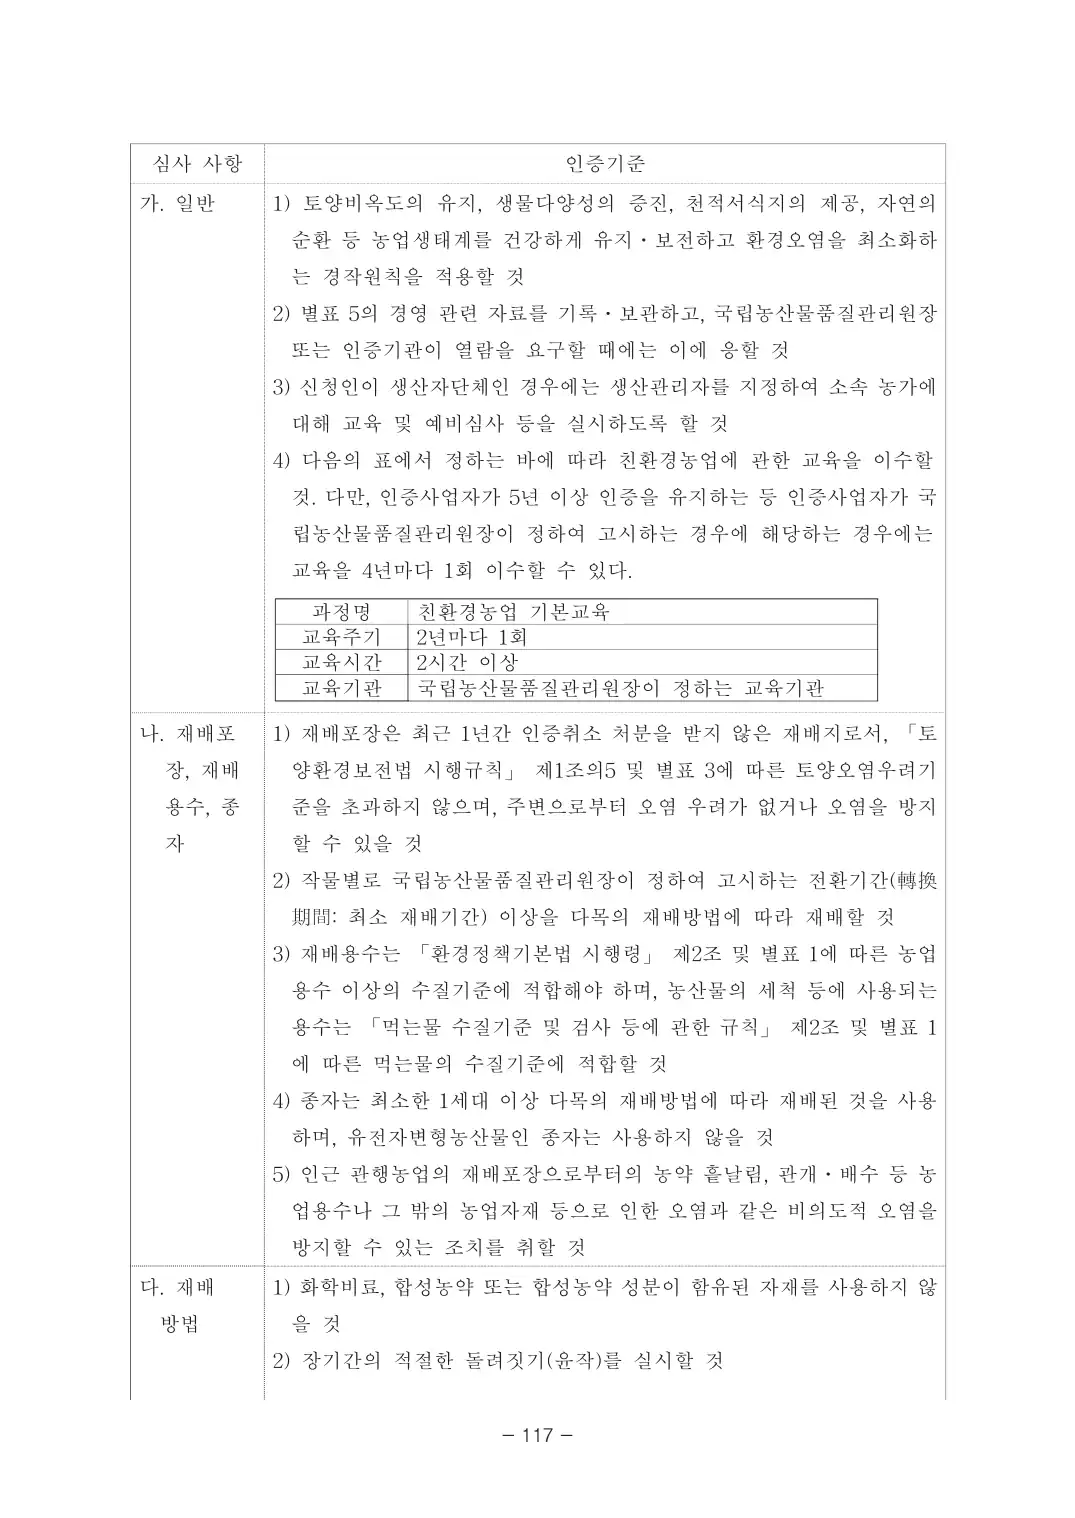 심사 사항
인증기준
가. 일반
1) 토양비옥도의 유지, 생물다양성의 증진, 천적서식지의 제공, 자연의
순환 등 농업생태계를 건강하게 유지・보전하고 환경오염을 최소화하
는 경작원칙을 적용할 것
2) 별표 5의 경영 관련 자료를 기록・보관하고, 국립농산물품질관리원장
또는 인증기관이 열람을 요구할 때에는 이에 응할 것
3) 신청인이 생산자단체인 경우에는 생산관리자를 지정하여 소속 농가에
대해 교육 및 예비심사 등을 실시하도록 할 것
4) 다음의 표에서 정하는 바에 따라 친환경농업에 관한 교육을 이수할
것. 다만, 인증사업자가 5년 이상 인증을 유지하는 등 인증사업자가 국
립농산물품질관리원장이 정하여 고시하는 경우에 해당하는 경우에는
교육을 4년마다 1회 이수할 수 있다.
과정명 친환경농업 기본교육
교육주기 2년마다 1회
교육시간 2시간 이상
교육기관 국립농산물품질관리원장이 정하는 교육기관
나. 재배포
장, 재배
용수, 종
자
1) 재배포장은 최근 1년간 인증취소 처분을 받지 않은 재배지로서, 「토
양환경보전법 시행규칙」 제1조의5 및 별표 3에 따른 토양오염우려기
준을 초과하지 않으며, 주변으로부터 오염 우려가 없거나 오염을 방지
할 수 있을 것
2) 작물별로 국립농산물품질관리원장이 정하여 고시하는 전환기간(轉換
期間: 최소 재배기간) 이상을 다목의 재배방법에 따라 재배할 것
3) 재배용수는 「환경정책기본법 시행령」 제2조 및 별표 1에 따른 농업
용수 이상의 수질기준에 적합해야 하며, 농산물의 세척 등에 사용되는
용수는 「먹는물 수질기준 및 검사 등에 관한 규칙」 제2조 및 별표 1
에 따른 먹는물의 수질기준에 적합할 것
4) 종자는 최소한 1세대 이상 다목의 재배방법에 따라 재배된 것을 사용
하며, 유전자변형농산물인 종자는 사용하지 않을 것
5) 인근 관행농업의 재배포장으로부터의 농약 흩날림, 관개・배수 등 농
업용수나 그 밖의 농업자재 등으로 인한 오염과 같은 비의도적 오염을
방지할 수 있는 조치를 취할 것
다. 재배
방법
1) 화학비료, 합성농약 또는 합성농약 성분이 함유된 자재를 사용하지 않
을 것
2) 장기간의 적절한 돌려짓기(윤작)를 실시할 것
- 117 -